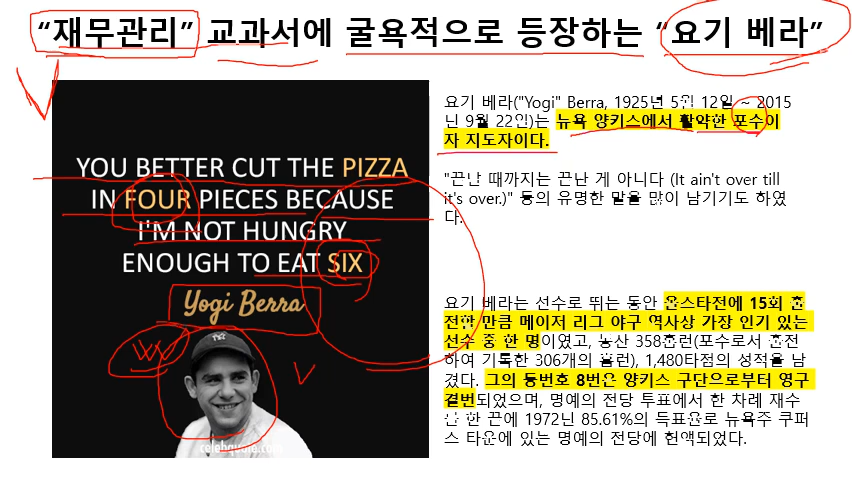 “재무관리” 교과서에 굴욕적으로 등장하는 “요기 베라”
YOU BETTER CUT THE PIZZA
IN FOUR PIECES BECAUSE
I'M NOT HUNGRY
ENOUGH TO EAT SIX
Yogi Berra
celebquote.com
요기 베라("Yogi" Berra, 1925년 5월 12일 ~ 2015
년 9월 22일)는 뉴욕 양키스에서 활약한 포수이
자 지도자이다.
"끝날 때까지는 끝난 게 아니다 (It ain't over till
it's over.)" 등의 유명한 말을 많이 남기기도 하였
다.
요기 베라는 선수로 뛰는 동안 올스타전에 15회 출
전한 만큼 메이저 리그 야구 역사상 가장 인기 있는
선수 중 한 명이었고, 통산 358홈런(포수로서 출전
하여 기록한 306개의 홈런), 1,480타점의 성적을 남
겼다. 그의 등번호 8번은 양키스 구단으로부터 영구
결번되었으며, 명예의 전당 투표에서 한 차례 재수
를 한 끝에 1972년 85.61%의 득표율로 뉴욕주 쿠퍼
스 타운에 있는 명예의 전당에 헌액되었다.